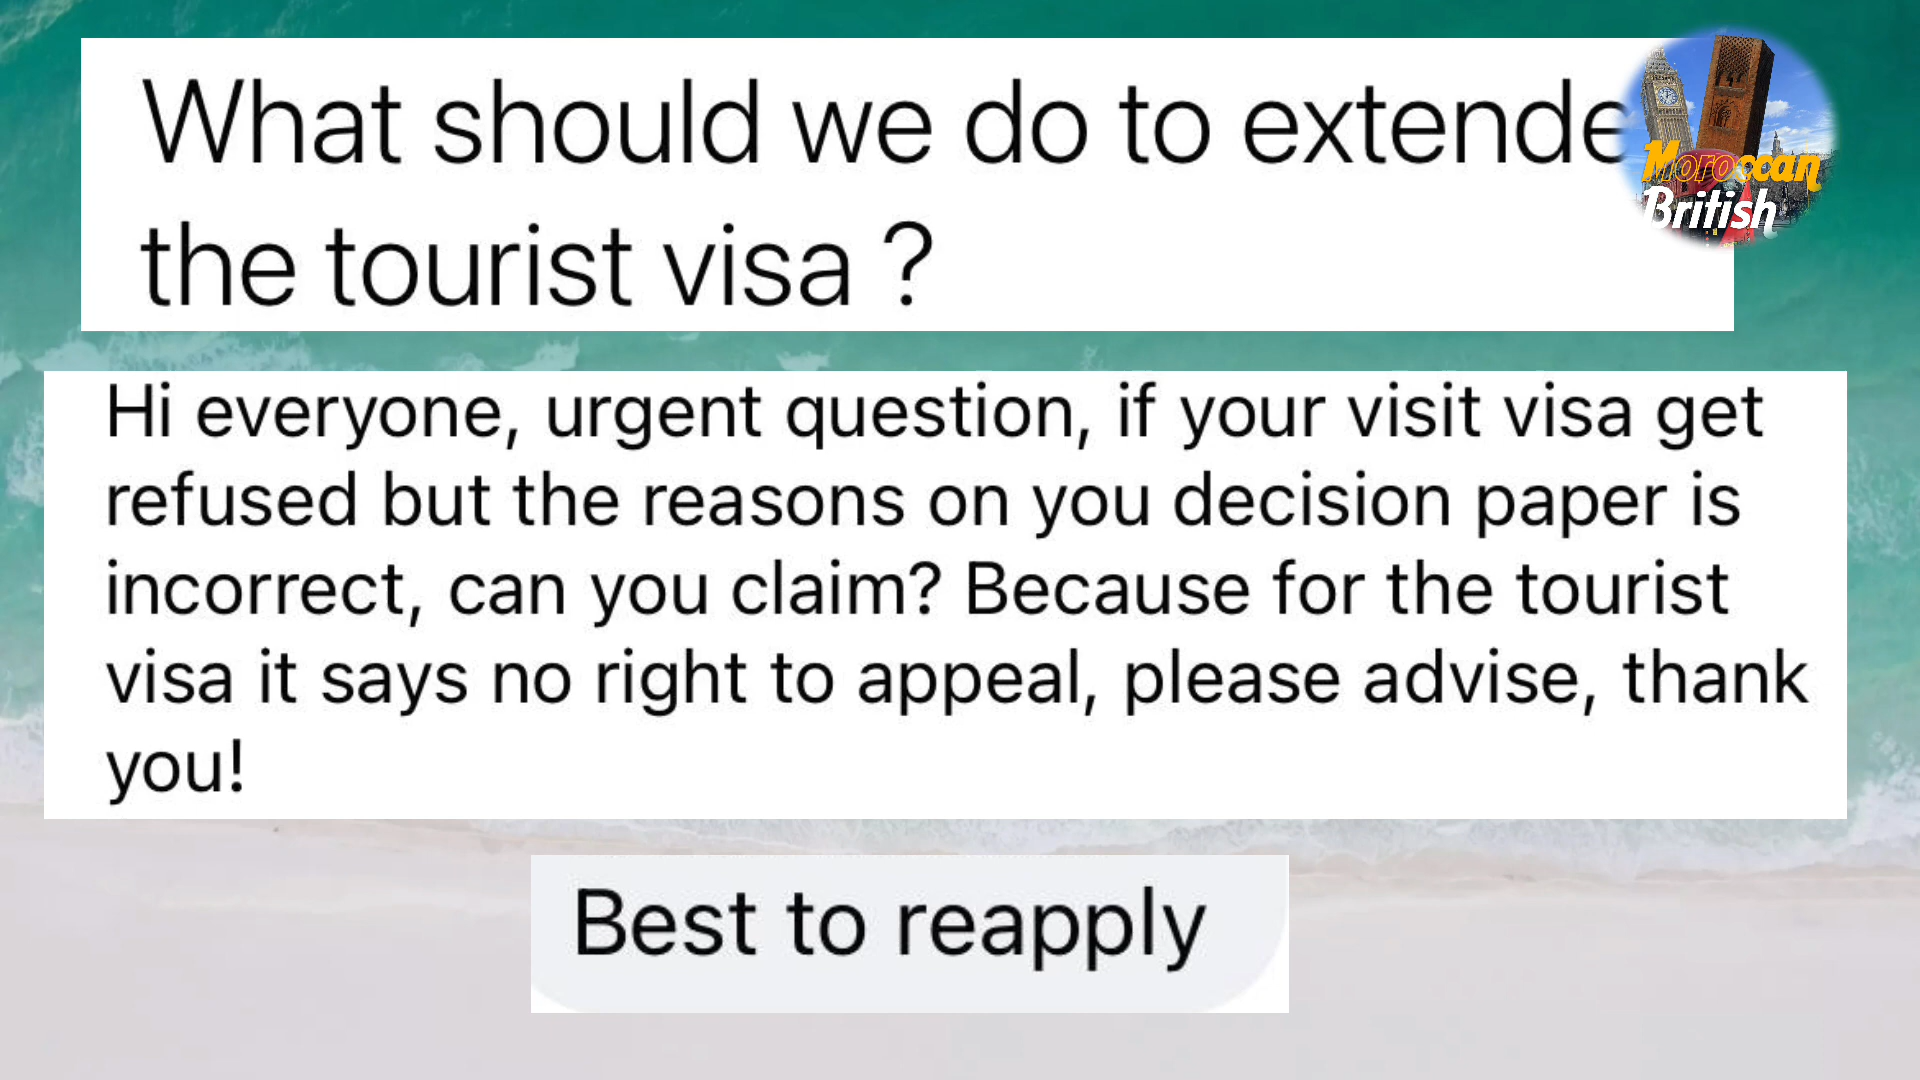 What should we do to extende
the tourist visa ?
Moroccan
British
Hi everyone, urgent question, if your visit visa get
refused but the reasons on you decision paper is
incorrect, can you claim? Because for the tourist
visa it says no right to appeal, please advise, thank
you!
Best to reapply